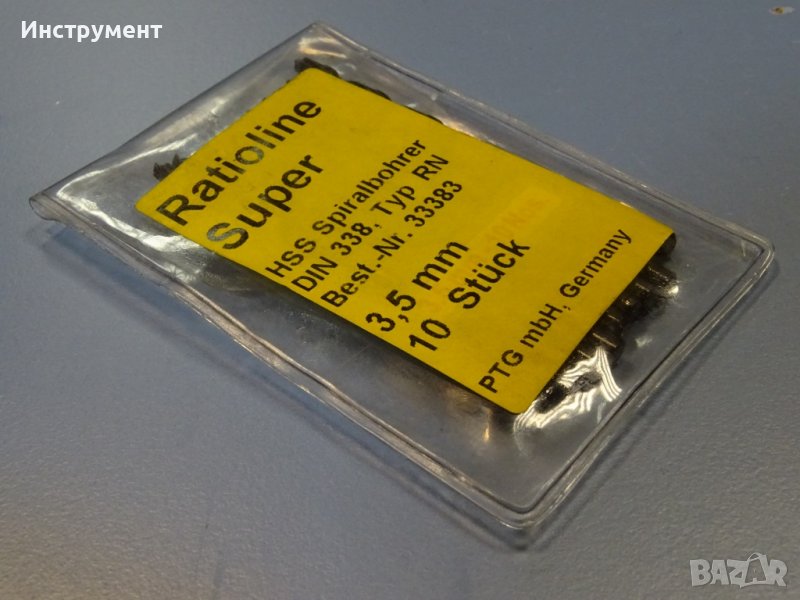 Инструмент
Ratioline
Super
HSS Spiralbohrer
DIN 338, Typ RN
Best.-Nr. 33383
3,5 mm
10 Stück
PTG mbH, Germany
BAZAR